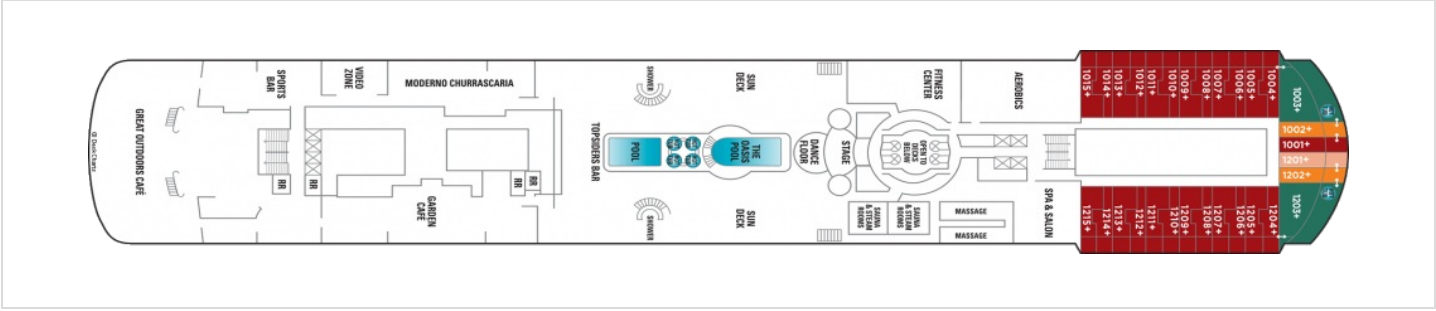 © DeckCharts
GREAT OUTDOORS CAFÉ
SPORTS
BAR
VIDEO
ZONE
MODERNO CHURRASCARIA
RR
RR
GARDEN
CAFÉ
RR
RR
TOPSIDERS BAR
SHOWER
SHOWER
POOL
THE
OASIS
POOL
SUN
DECK
SUN
DECK
DANCE
FLOOR
STAGE
OPEN TO
DECKS
BELOW
FITNESS
CENTER
AEROBICS
SAUNA
& STEAM
ROOMS
SAUNA
& STEAM
ROOMS
MASSAGE
MASSAGE
SPA & SALON
1015+
1014+
1013+
1012+
1011+
1010+
1009+
1008+
1007+
1006+
1005+
1004+
1003+
1002+
1001+
1201+
1202+
1203+
1215+
1214+
1213+
1212+
1211+
1210+
1209+
1208+
1207+
1206+
1205+
1204+